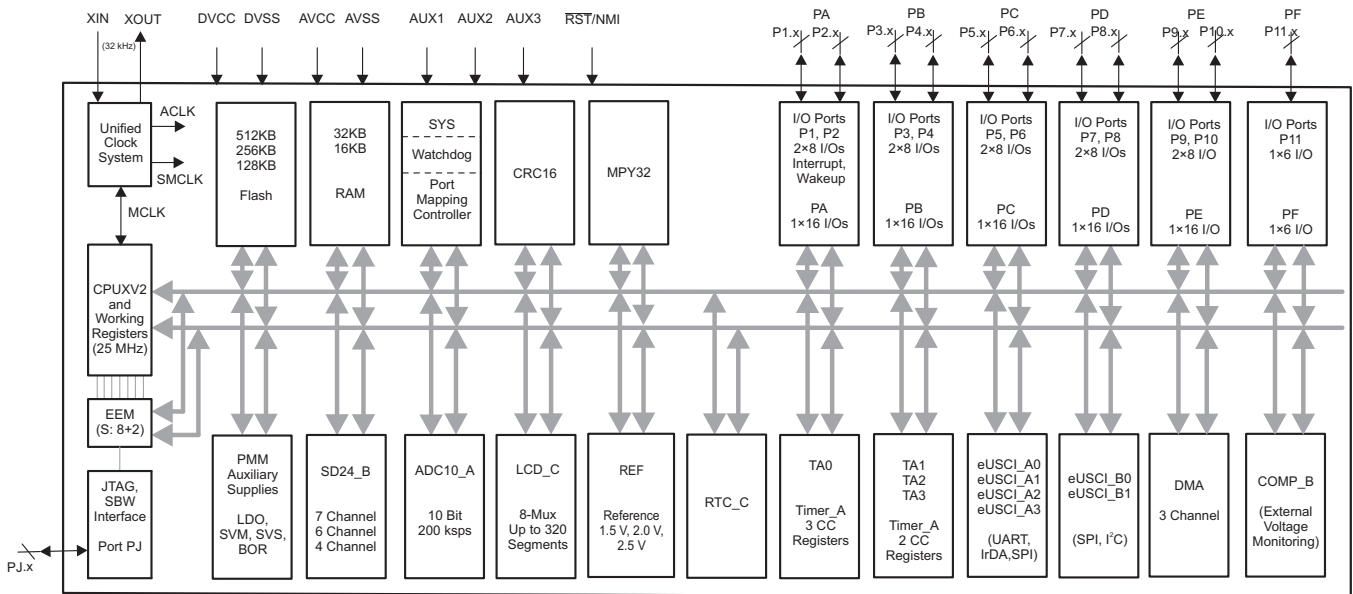 XIN
XOUT
(32 kHz)
DVCC
DVSS
AVCC
AVSS
AUX1
AUX2
AUX3
RST/NMI
PA
P1.x
P2.x
PB
P3.x
P4.x
PC
P5.x
P6.x
PD
P7.x
P8.x
PE
P9.x
P10.x
PF
P11.x
Unified
Clock
System
ACLK
SMCLK
MCLK
512KB
256KB
128KB
Flash
32KB
16KB
RAM
SYS
Watchdog
Port
Mapping
Controller
CRC16
MPY32
I/O Ports
P1, P2
2×8 I/Os
Interrupt,
Wakeup
PA
1×16 I/Os
I/O Ports
P3, P4
2×8 I/Os
PB
1×16 I/Os
I/O Ports
P5, P6
2×8 I/Os
PC
1×16 I/Os
I/O Ports
P7, P8
2×8 I/Os
PD
1×16 I/Os
I/O Ports
P9, P10
2×8 I/O
PE
1×16 I/O
I/O Ports
P11
1×6 I/O
PF
1×6 I/O
CPUXV2
and
Working
Registers
(25 MHz)
EEM
(S: 8+2)
JTAG,
SBW
Interface
Port PJ
PJ.x
PMM
Auxiliary
Supplies
LDO,
SVM, SVS,
BOR
SD24_B
7 Channel
6 Channel
4 Channel
ADC10_A
10 Bit
200 ksps
LCD_C
8-Mux
Up to 320
Segments
REF
Reference
1.5 V, 2.0 V,
2.5 V
RTC_C
TA0
Timer_A
3 CC
Registers
TA1
TA2
TA3
Timer_A
2 CC
Registers
eUSCI_A0
eUSCI_A1
eUSCI_A2
eUSCI_A3
(UART,
IrDA,SPI)
eUSCI_B0
eUSCI_B1
(SPI, I²C)
DMA
3 Channel
COMP_B
(External
Voltage
Monitoring)